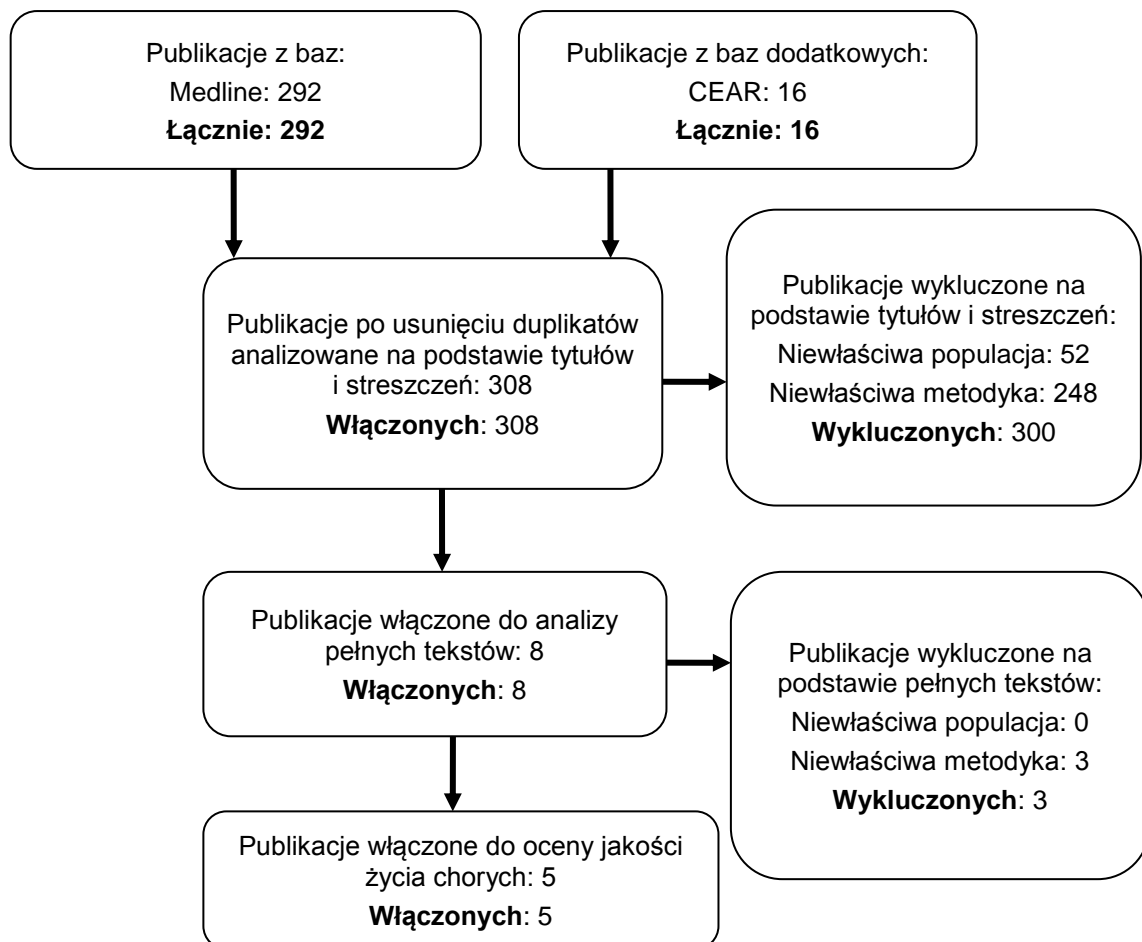 Publikacje z baz:
Medline: 292
Łącznie: 292
Publikacje z baz dodatkowych:
CEAR: 16
Łącznie: 16
Publikacje po usunięciu duplikatów
analizowane na podstawie tytułów
i streszczeń: 308
Włączonych: 308
Publikacje wykluczone na
podstawie tytułów i streszczeń:
Niewłaściwa populacja: 52
Niewłaściwa metodyka: 248
Wykluczonych: 300
Publikacje włączone do analizy
pełnych tekstów: 8
Włączonych: 8
Publikacje wykluczone na
podstawie pełnych tekstów:
Niewłaściwa populacja: 0
Niewłaściwa metodyka: 3
Wykluczonych: 3
Publikacje włączone do oceny jakości
życia chorych: 5
Włączonych: 5